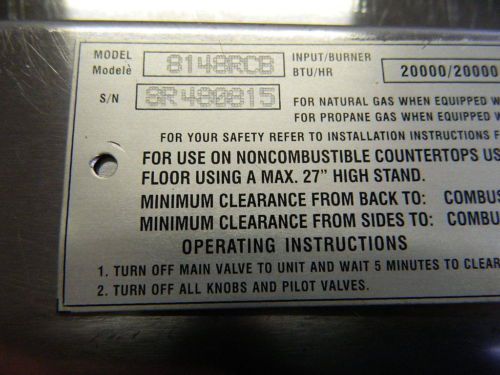 MODEL 8148RCB INPUT/BURNER
Modelè BTU/HR 20000/20000
S/N 8R480815 FOR NATURAL GAS WHEN EQUIPPED
FOR PROPANE GAS WHEN EQUIPPED
FOR YOUR SAFETY REFER TO INSTALLATION INSTRUCTIONS
FOR USE ON NONCOMBUSTIBLE COUNTERTOPS
FLOOR USING A MAX. 27" HIGH STAND.
MINIMUM CLEARANCE FROM BACK TO:
MINIMUM CLEARANCE FROM SIDES TO:
OPERATING INSTRUCTIONS
1. TURN OFF MAIN VALVE TO UNIT AND WAIT 5 MINUTES TO CLEAR
2. TURN OFF ALL KNOBS AND PILOT VALVES.